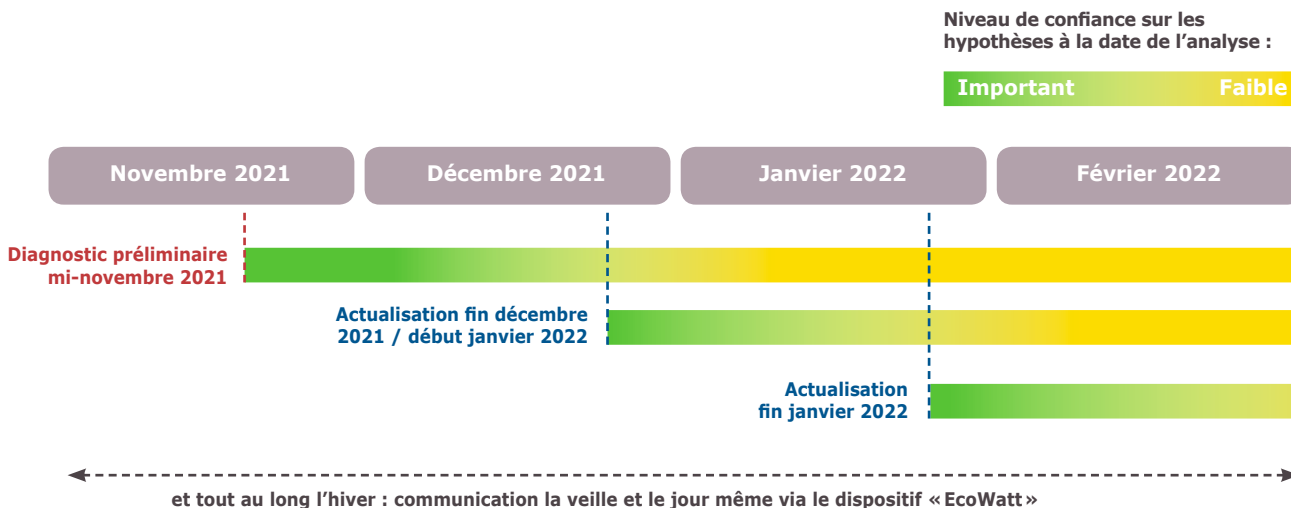 Niveau de confiance sur les
hypothèses à la date de l’analyse :
Important Faible
Novembre 2021 Décembre 2021 Janvier 2022 Février 2022
Diagnostic préliminaire
mi-novembre 2021
Actualisation fin décembre
2021 / début janvier 2022
Actualisation
fin janvier 2022
et tout au long l’hiver : communication la veille et le jour même via le dispositif « EcoWatt »